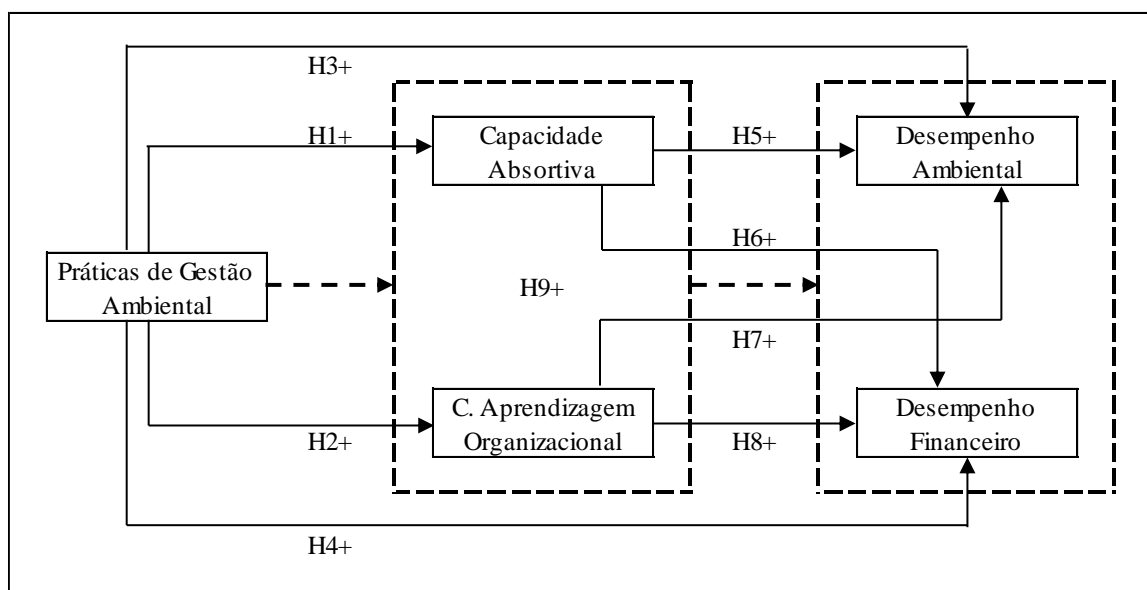 H3+
H1+
Capacidade
Absortiva
H5+
Desempenho
Ambiental
H6+
Práticas de Gestão
Ambiental
H9+
H7+
C. Aprendizagem
Organizacional
Desempenho
Financeiro
H2+
H8+
H4+